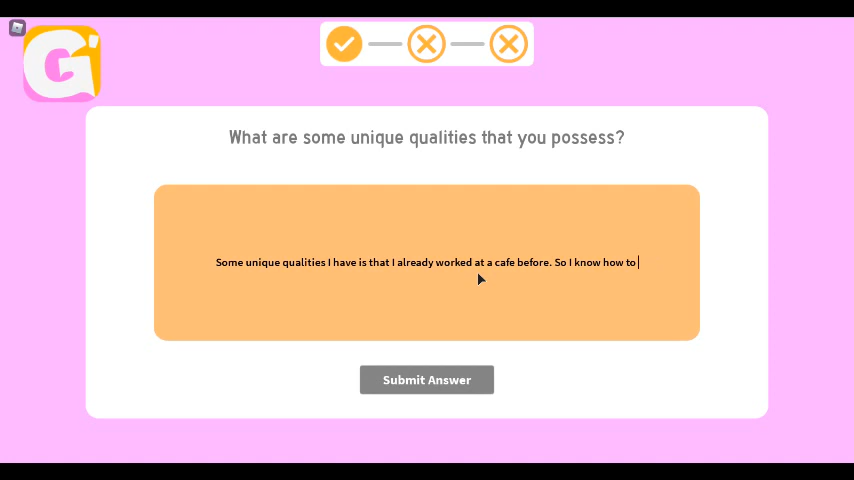 Gi
What are some unique qualities that you possess?
Some unique qualities I have is that I already worked at a cafe before. So I know how to
Submit Answer